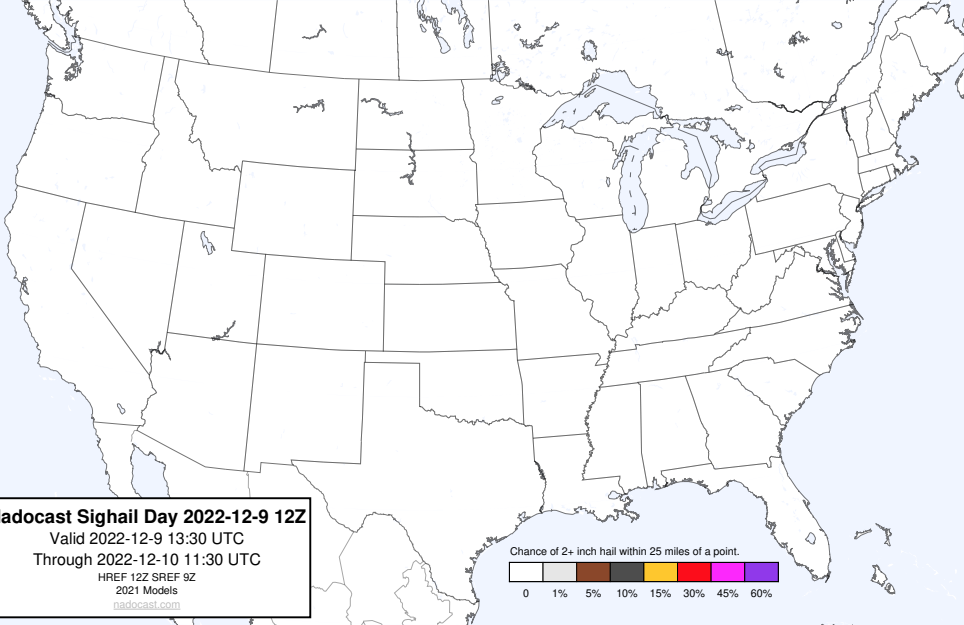 adocast Sighail Day 2022-12-9 12Z
Valid 2022-12-9 13:30 UTC
Through 2022-12-10 11:30 UTC
HREF 12Z SREF 9Z
2021 Models
nadocast.com
Chance of 2+ inch hail within 25 miles of a point.
0 1% 5% 10% 15% 30% 45% 60%